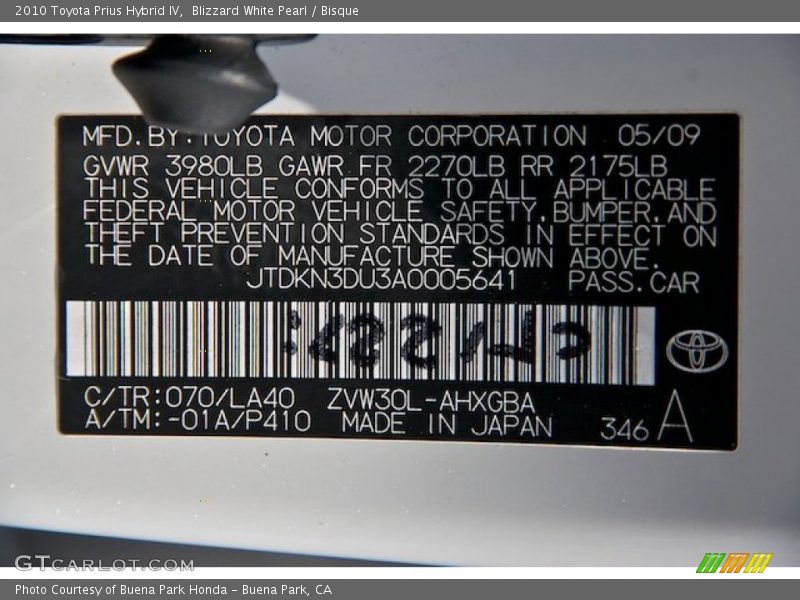 2010 Toyota Prius Hybrid IV, Blizzard White Pearl / Bisque
MFD.BY:TOYOTA MOTOR CORPORATION 05/09
GVWR 3980LB GAWR FR 2270LB RR 2175LB
THIS VEHICLE CONFORMS TO ALL APPLICABLE
FEDERAL MOTOR VEHICLE SAFETY,BUMPER,AND
THEFT PREVENTION STANDARDS IN EFFECT ON
THE DATE OF MANUFACTURE SHOWN ABOVE.
JTDKN3DU3A0005641 PASS.CAR
C/TR:070/LA40 ZVW30L-AHXGBA
A/TM:-01A/P410 MADE IN JAPAN 346 A
GTCARLOT.COM
Photo Courtesy of Buena Park Honda - Buena Park, CA